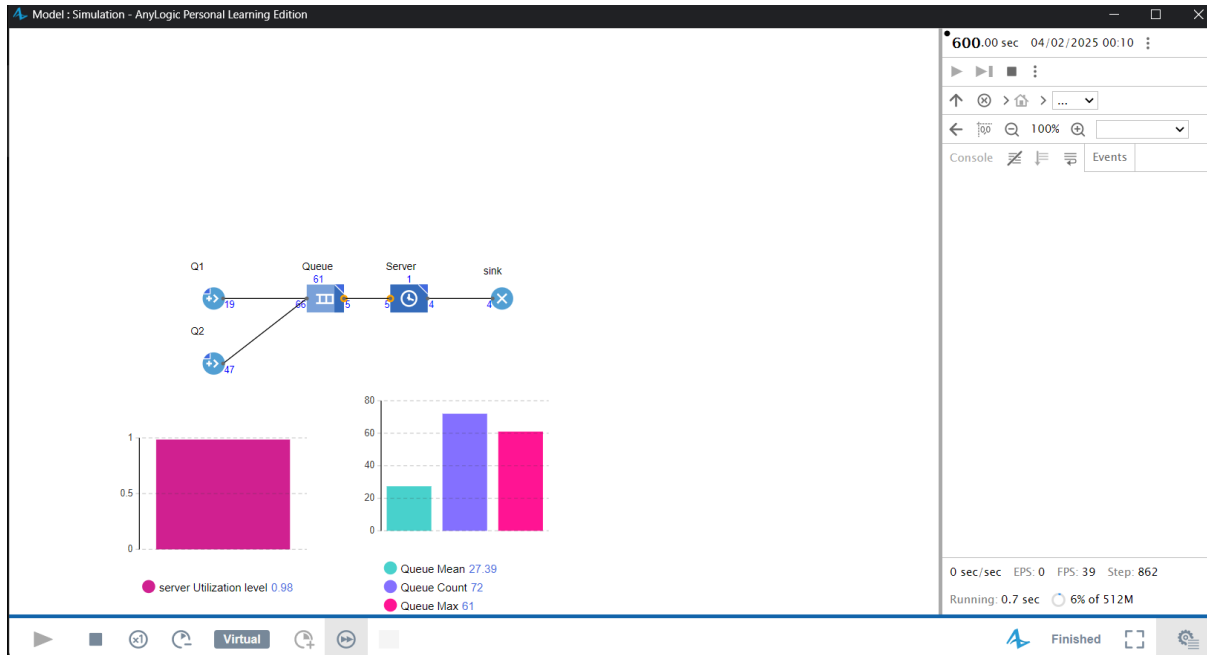 Model : Simulation - AnyLogic Personal Learning Edition
600.00 sec 04/02/2025 00:10
...
0,0 100%
Console Events
Q1 Queue Server sink
61 1
19 66 5 5 4 4
Q2
47
80
60
40
20
0
1
0.5
0
Queue Mean 27.39
server Utilization level 0.98 Queue Count 72
Queue Max 61
0 sec/sec EPS: 0 FPS: 39 Step: 862
Running: 0.7 sec 6% of 512M
x1 Virtual Finished